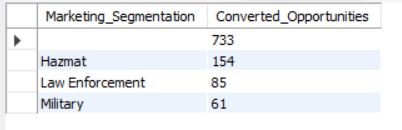 Marketing_Segmentation Converted_Opportunities
733
Hazmat 154
Law Enforcement 85
Military 61